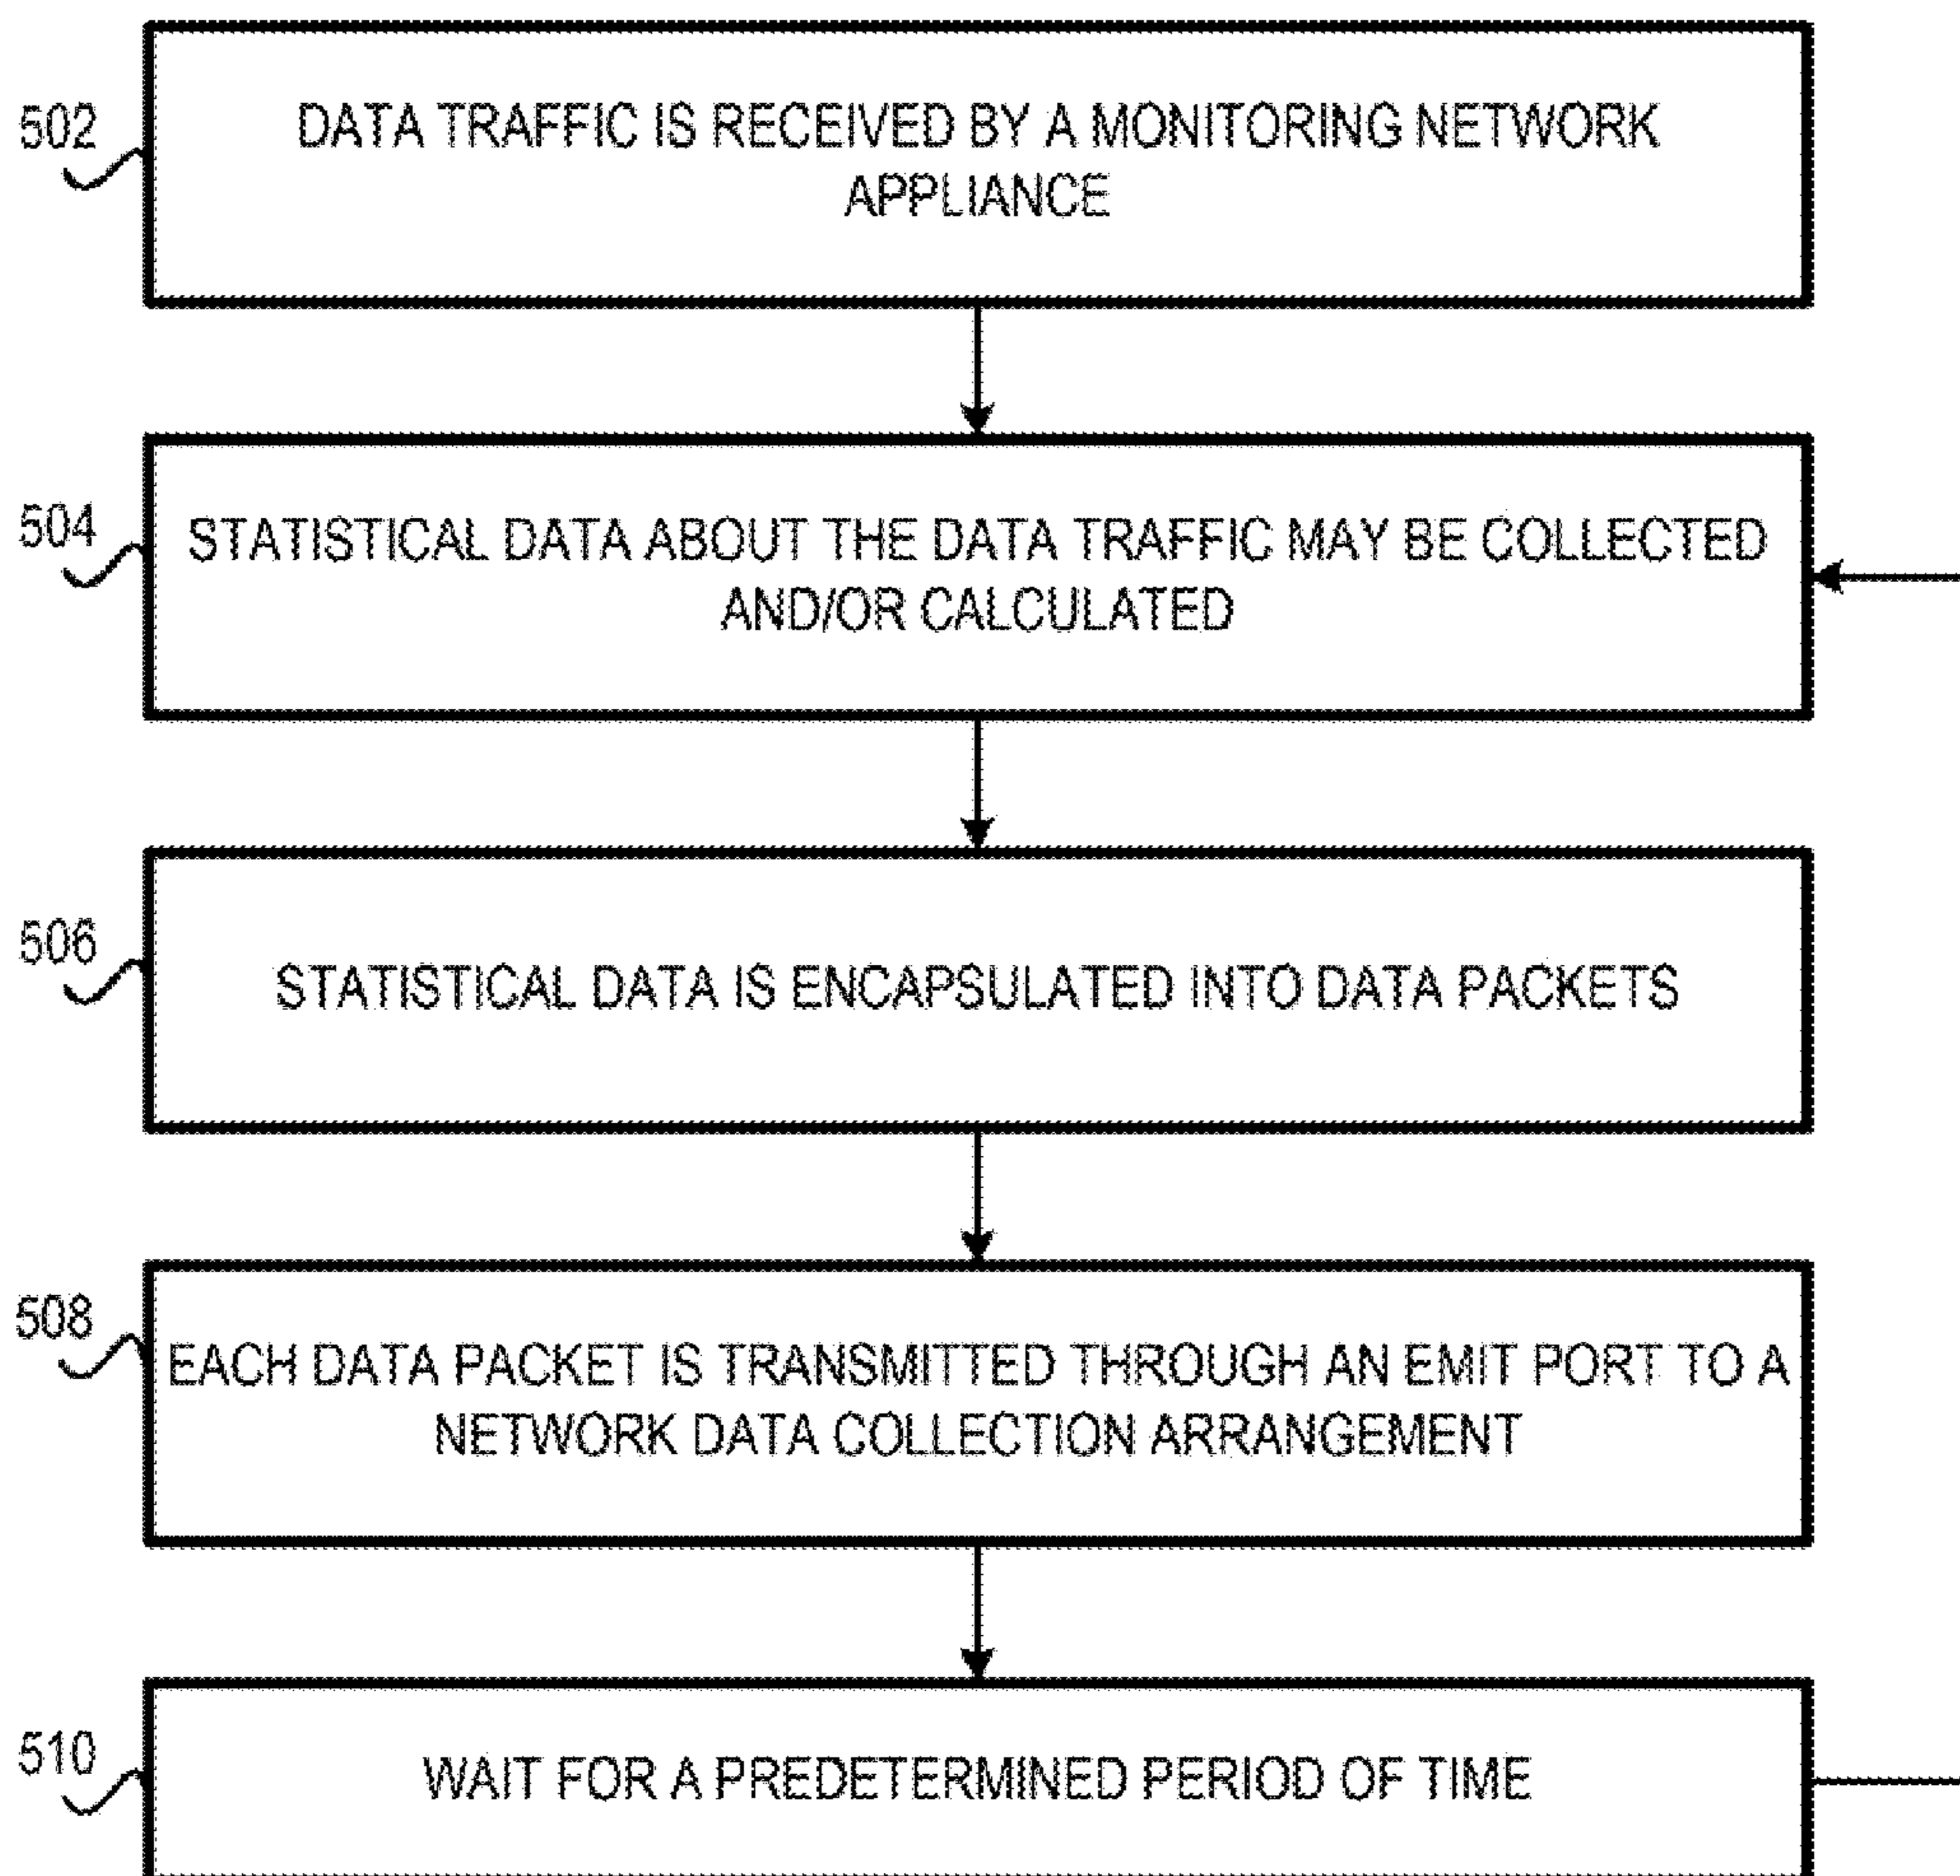 502
DATA TRAFFIC IS RECEIVED BY A MONITORING NETWORK
APPLIANCE
504
STATISTICAL DATA ABOUT THE DATA TRAFFIC MAY BE COLLECTED
AND/OR CALCULATED
506
STATISTICAL DATA IS ENCAPSULATED INTO DATA PACKETS
508
EACH DATA PACKET IS TRANSMITTED THROUGH AN EMIT PORT TO A
NETWORK DATA COLLECTION ARRANGEMENT
510
WAIT FOR A PREDETERMINED PERIOD OF TIME